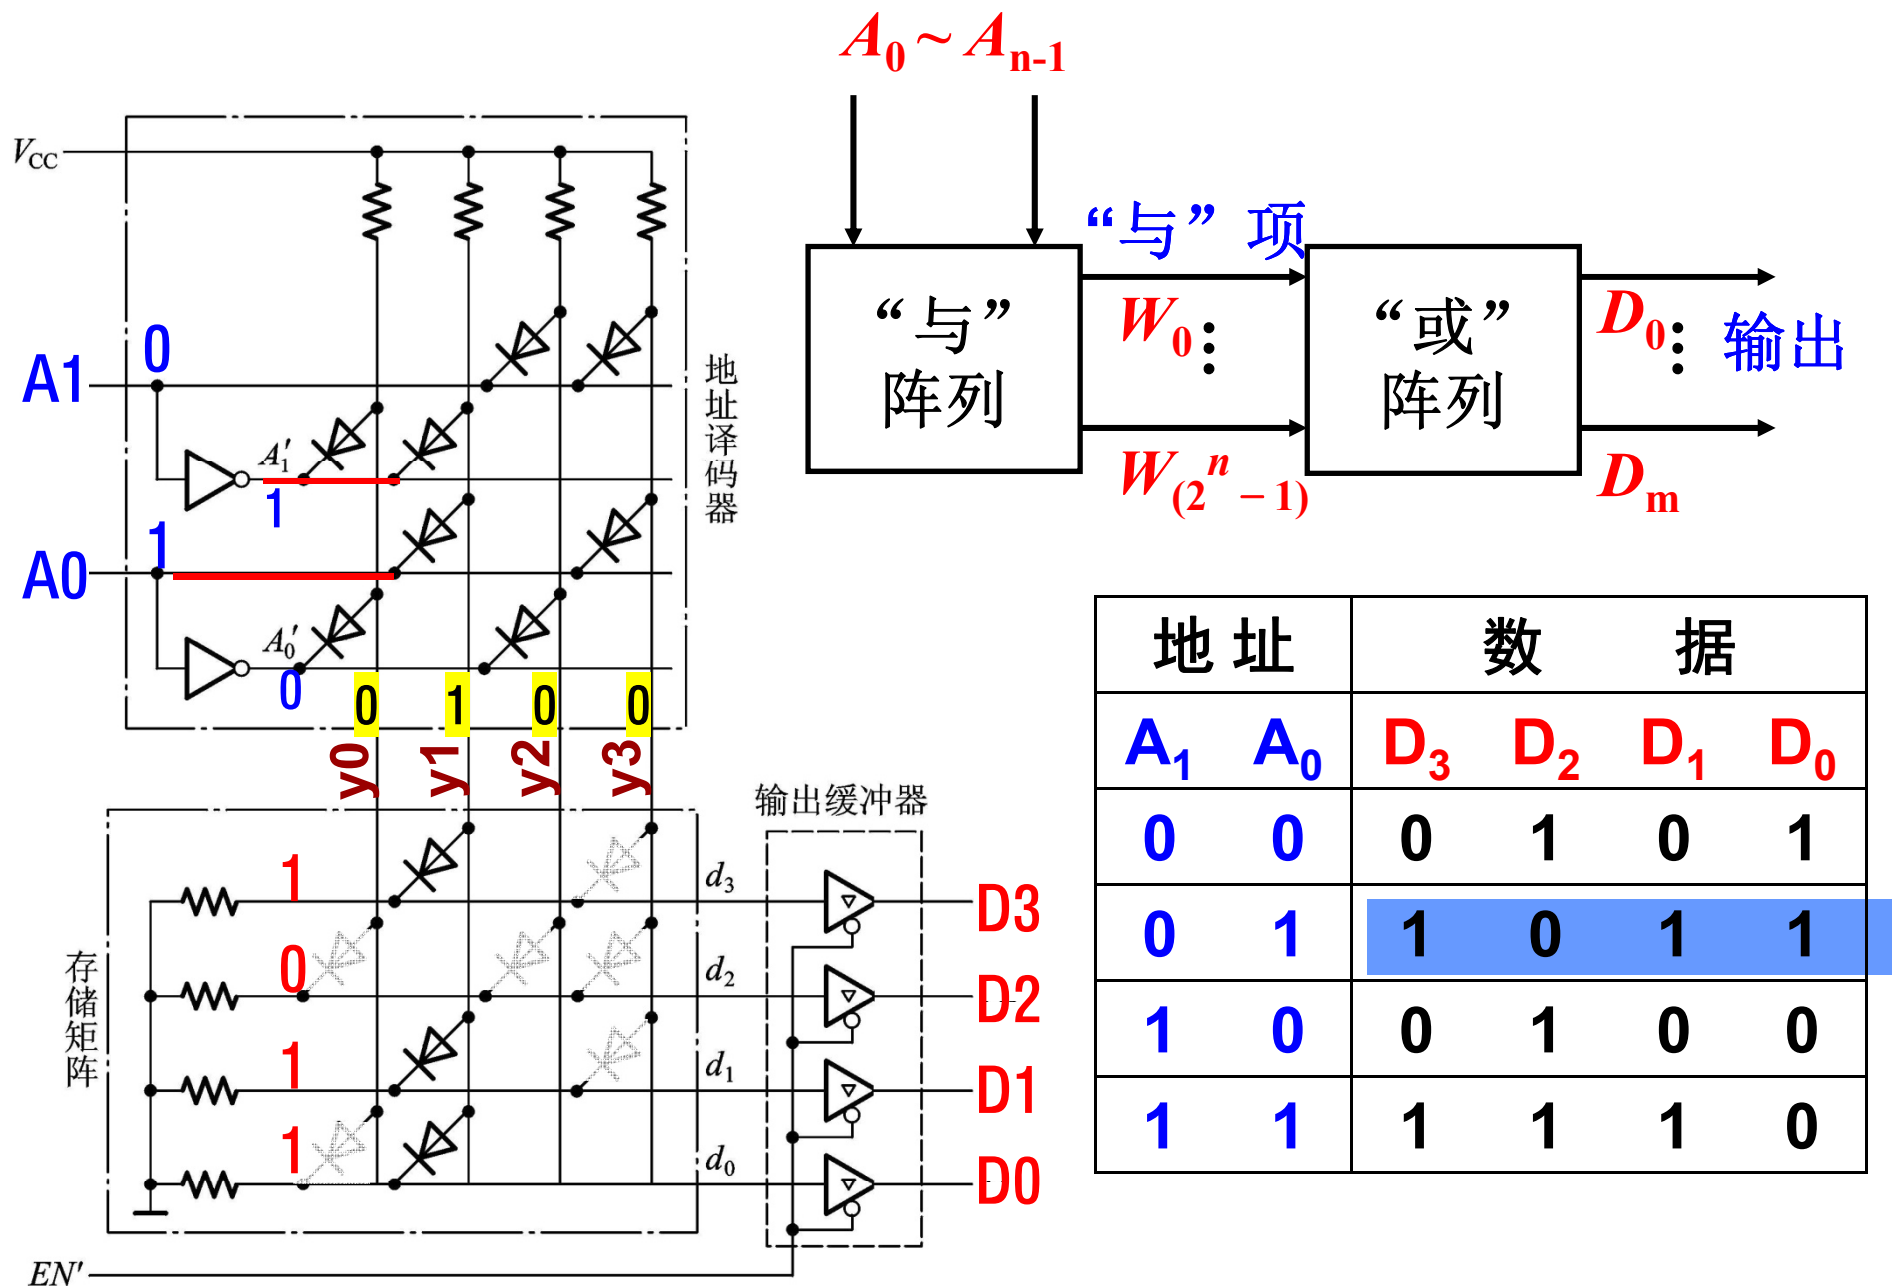 A₀ ~ Aₙ₋₁
V_CC
“与” 项
“与”
阵列
“或”
阵列
W₀
⋮
W₍₂ⁿ₋₁₎
D₀
⋮
输出
Dₘ
A1
0
A₁′
1
A0
1
A₀′
0
地址译码器
0 1 0 0
y0 y1 y2 y3
输出缓冲器
存储矩阵
1
d₃
D3
0
d₂
D2
1
d₁
D1
1
d₀
D0
EN′
地 址 数 据
A₁ A₀ D₃ D₂ D₁ D₀
0 0 0 1 0 1
0 1 1 0 1 1
1 0 0 1 0 0
1 1 1 1 1 0